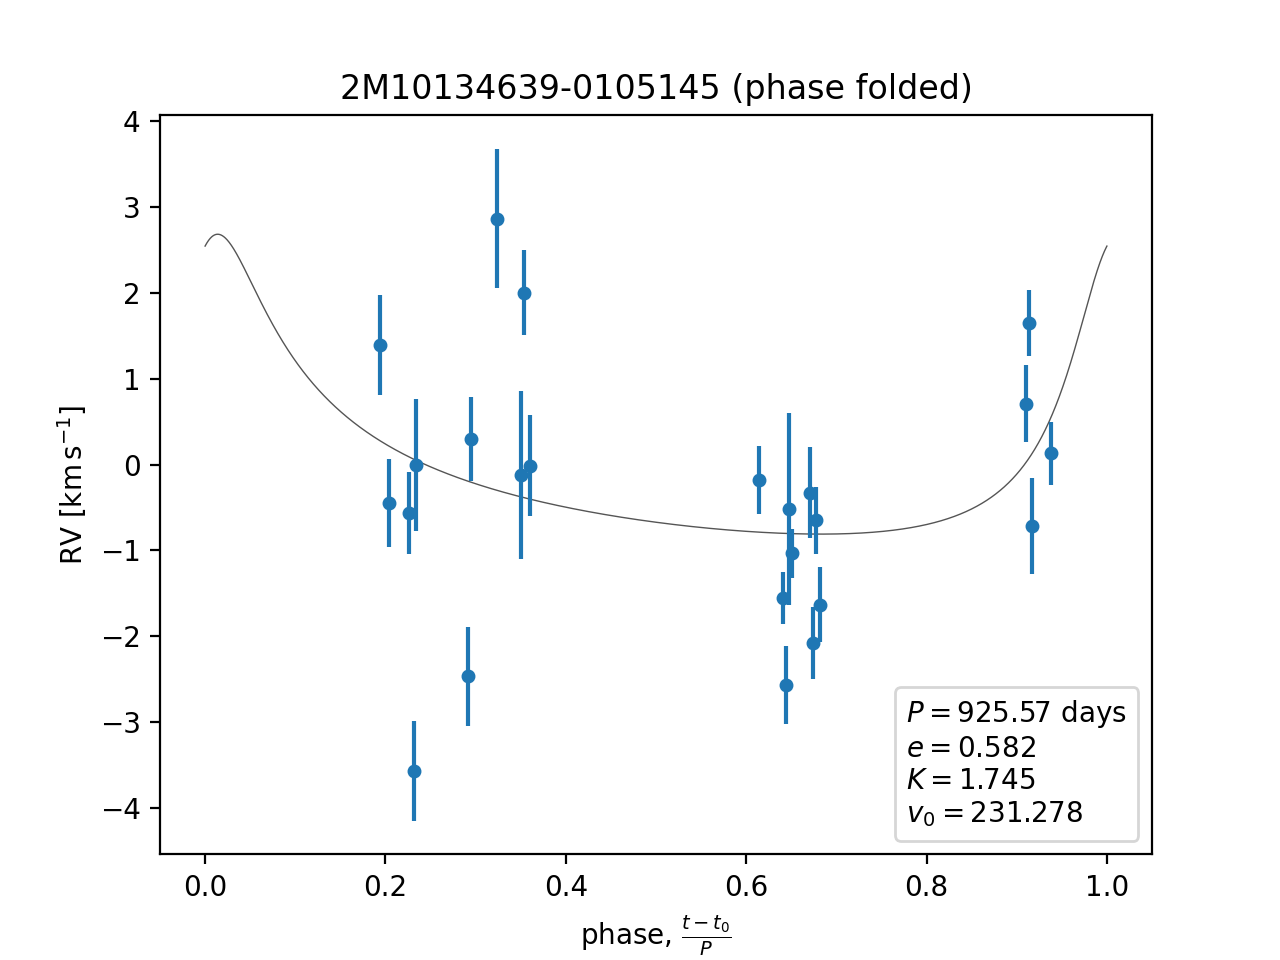 2M10134639-0105145 (phase folded)
RV [km s⁻¹]
4
3
2
1
0
−1
−2
−3
−4
P = 925.57 days
e = 0.582
K = 1.745
v₀ = 231.278
0.0 0.2 0.4 0.6 0.8 1.0
phase, (t − t₀)/P